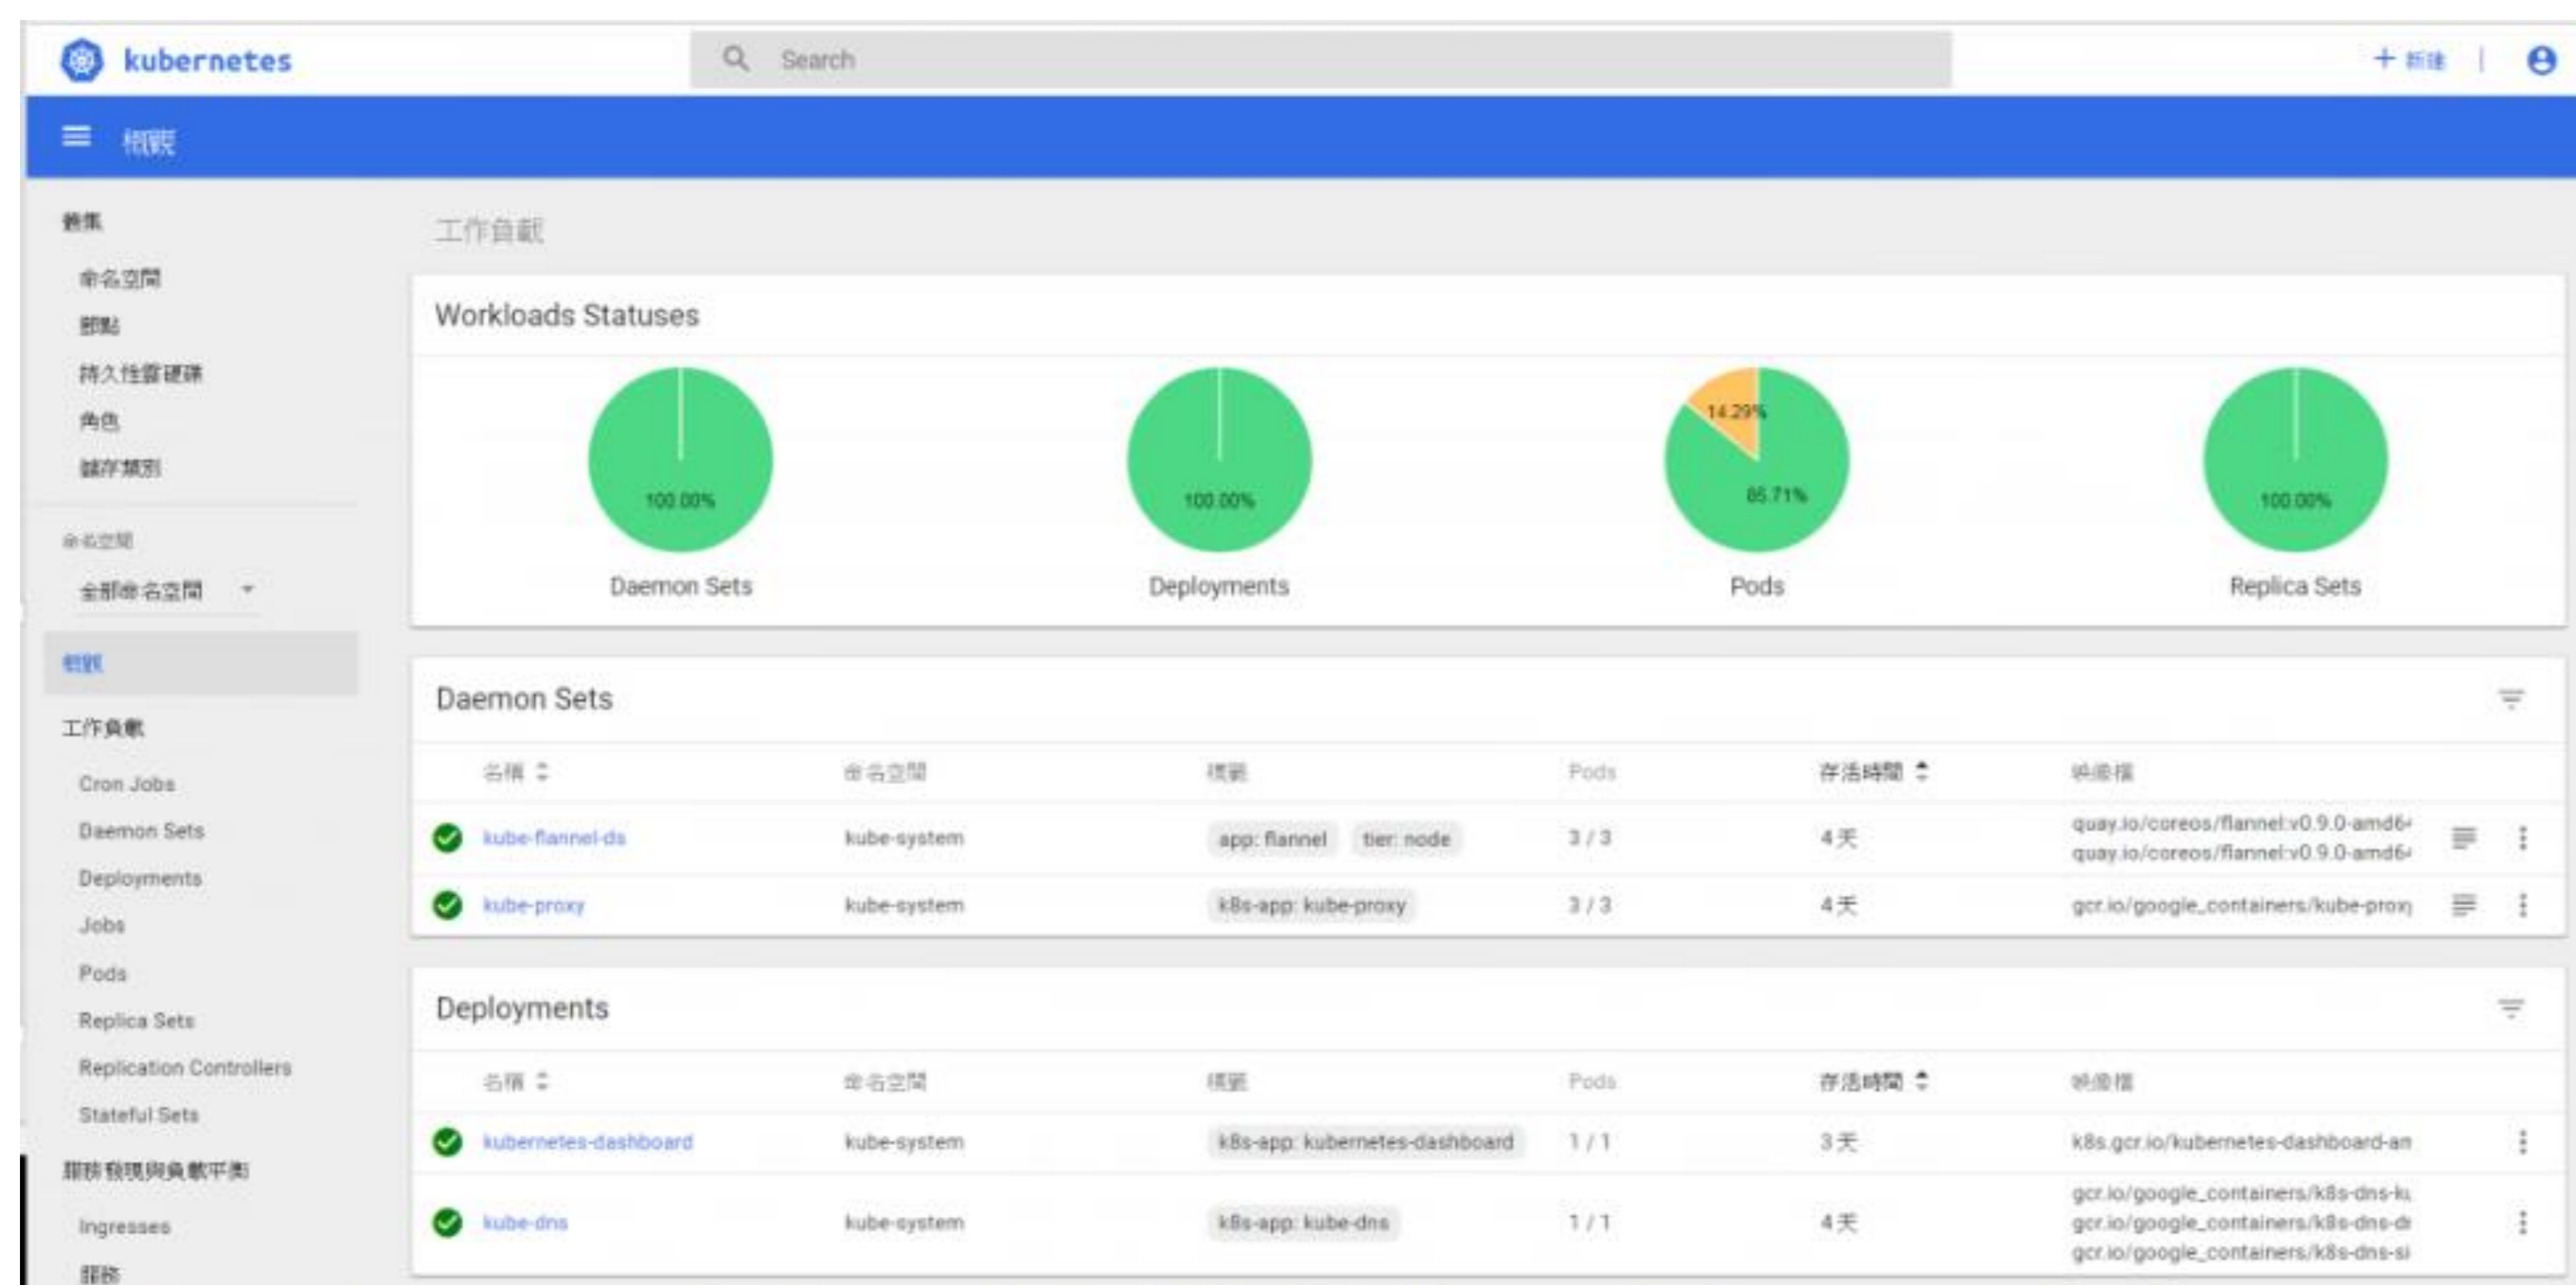 kubernetes
Search
+ 新建
概觀
叢集
命名空間
節點
持久性雲硬碟
角色
儲存類別
命名空間
全部命名空間
概觀
工作負載
Cron Jobs
Daemon Sets
Deployments
Jobs
Pods
Replica Sets
Replication Controllers
Stateful Sets
服務發現與負載平衡
Ingresses
服務
工作負載
Workloads Statuses
100.00%
100.00%
14.29%
85.71%
100.00%
Daemon Sets
Deployments
Pods
Replica Sets
Daemon Sets
名稱 命名空間 標籤 Pods 存活時間 映像檔
kube-flannel-ds kube-system app: flannel tier: node 3 / 3 4 天 quay.io/coreos/flannel:v0.9.0-amd64
quay.io/coreos/flannel:v0.9.0-amd64
kube-proxy kube-system k8s-app: kube-proxy 3 / 3 4 天 gcr.io/google_containers/kube-proxy
Deployments
名稱 命名空間 標籤 Pods 存活時間 映像檔
kubernetes-dashboard kube-system k8s-app: kubernetes-dashboard 1 / 1 3 天 k8s.gcr.io/kubernetes-dashboard-am
kube-dns kube-system k8s-app: kube-dns 1 / 1 4 天 gcr.io/google_containers/k8s-dns-ku
gcr.io/google_containers/k8s-dns-dn
gcr.io/google_containers/k8s-dns-si